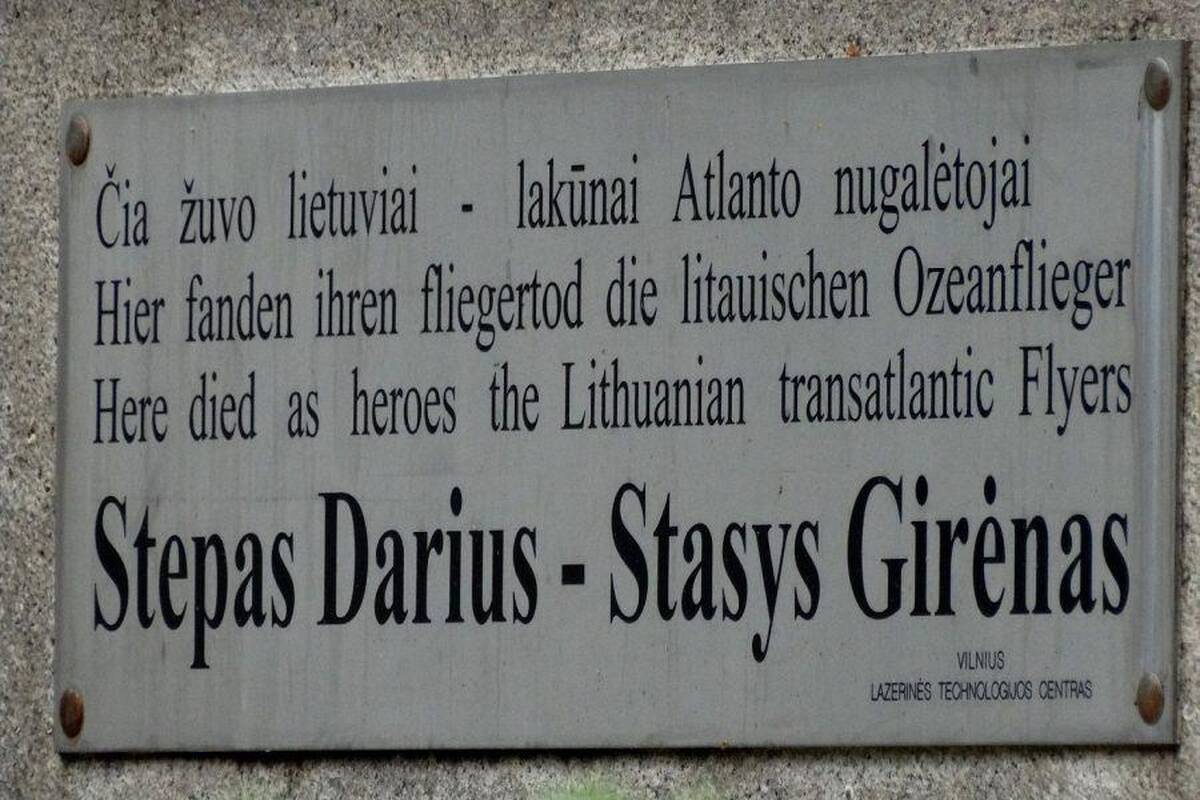 Čia žuvo lietuviai - lakūnai Atlanto nugalėtojai
Hier fanden ihren fliegertod die litauischen Ozeanflieger
Here died as heroes the Lithuanian transatlantic Flyers
Stepas Darius - Stasys Girėnas
VILNIUS
LAZERINĖS TECHNOLOGIJOS CENTRAS